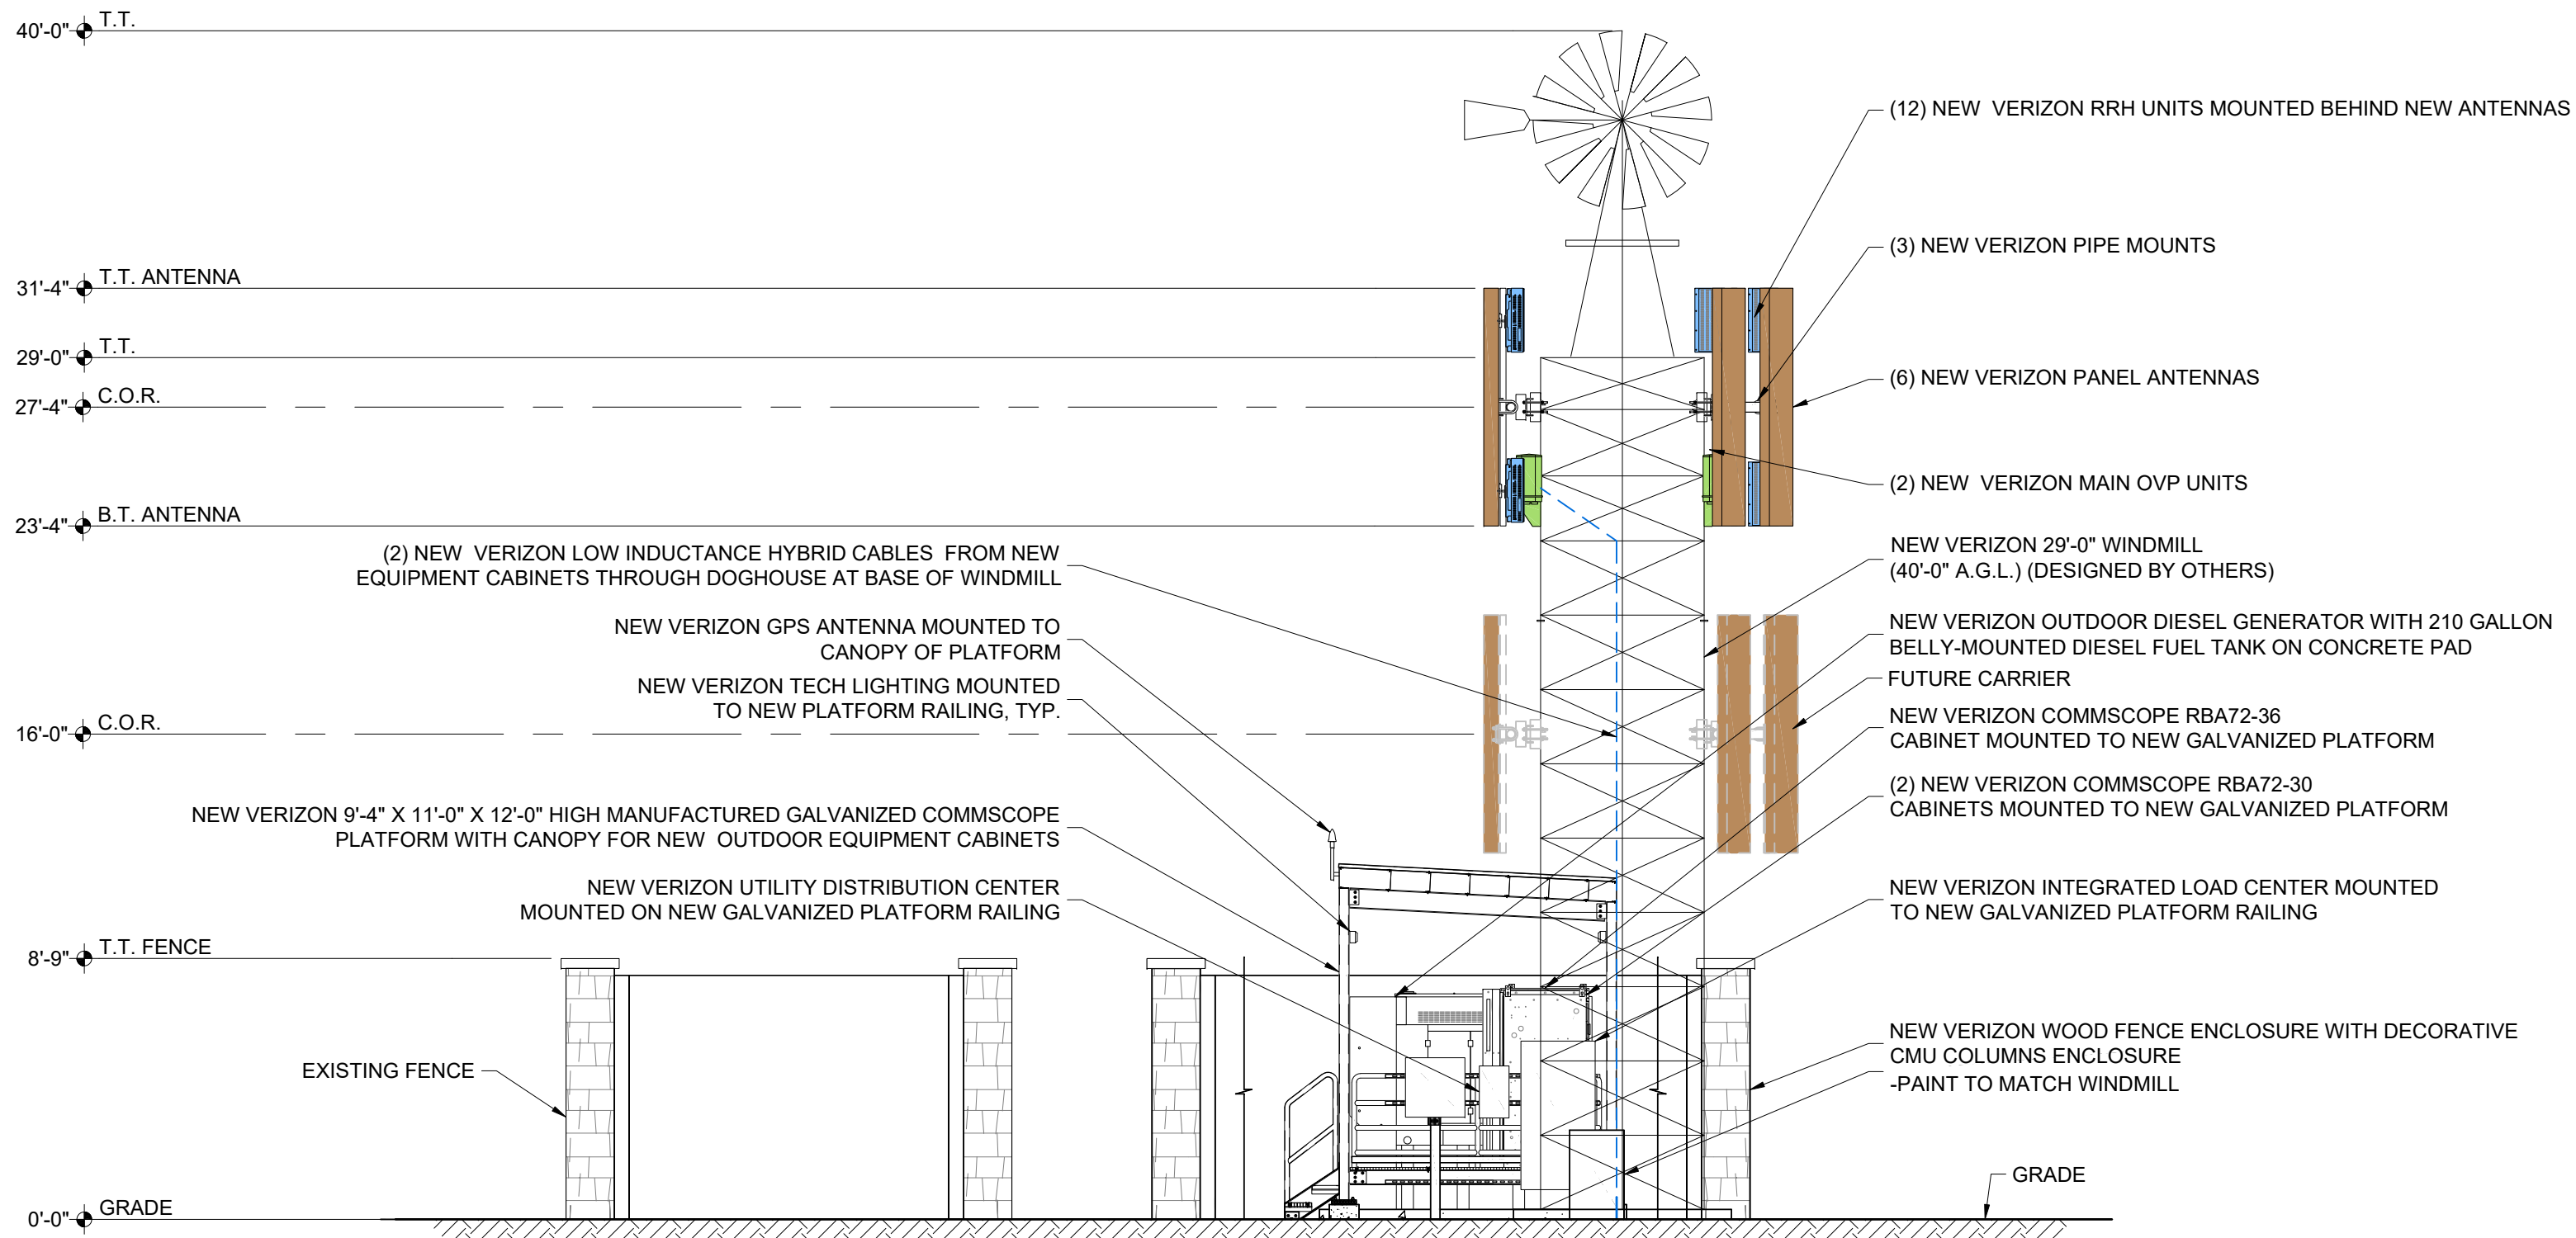 40'-0" T.T.
31'-4" T.T. ANTENNA
29'-0" T.T.
27'-4" C.O.R.
23'-4" B.T. ANTENNA
16'-0" C.O.R.
8'-9" T.T. FENCE
0'-0" GRADE
(2) NEW VERIZON LOW INDUCTANCE HYBRID CABLES FROM NEW
EQUIPMENT CABINETS THROUGH DOGHOUSE AT BASE OF WINDMILL
NEW VERIZON GPS ANTENNA MOUNTED TO
CANOPY OF PLATFORM
NEW VERIZON TECH LIGHTING MOUNTED
TO NEW PLATFORM RAILING, TYP.
NEW VERIZON 9'-4" X 11'-0" X 12'-0" HIGH MANUFACTURED GALVANIZED COMMSCOPE
PLATFORM WITH CANOPY FOR NEW OUTDOOR EQUIPMENT CABINETS
NEW VERIZON UTILITY DISTRIBUTION CENTER
MOUNTED ON NEW GALVANIZED PLATFORM RAILING
EXISTING FENCE
(12) NEW VERIZON RRH UNITS MOUNTED BEHIND NEW ANTENNAS
(3) NEW VERIZON PIPE MOUNTS
(6) NEW VERIZON PANEL ANTENNAS
(2) NEW VERIZON MAIN OVP UNITS
NEW VERIZON 29'-0" WINDMILL
(40'-0" A.G.L.) (DESIGNED BY OTHERS)
NEW VERIZON OUTDOOR DIESEL GENERATOR WITH 210 GALLON
BELLY-MOUNTED DIESEL FUEL TANK ON CONCRETE PAD
FUTURE CARRIER
NEW VERIZON COMMSCOPE RBA72-36
CABINET MOUNTED TO NEW GALVANIZED PLATFORM
(2) NEW VERIZON COMMSCOPE RBA72-30
CABINETS MOUNTED TO NEW GALVANIZED PLATFORM
NEW VERIZON INTEGRATED LOAD CENTER MOUNTED
TO NEW GALVANIZED PLATFORM RAILING
NEW VERIZON WOOD FENCE ENCLOSURE WITH DECORATIVE
CMU COLUMNS ENCLOSURE
-PAINT TO MATCH WINDMILL
GRADE